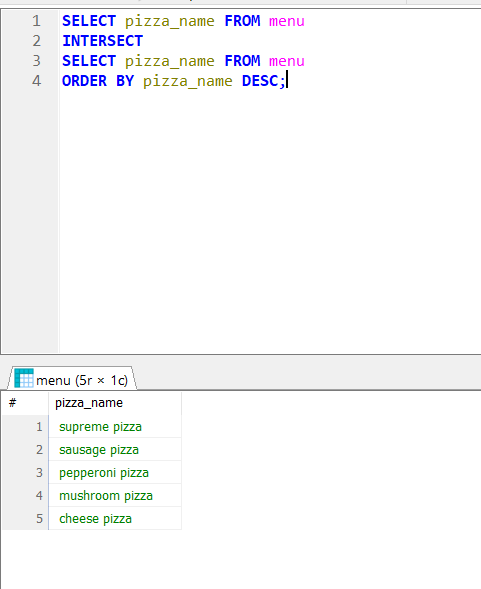 1 SELECT pizza_name FROM menu
2 INTERSECT
3 SELECT pizza_name FROM menu
4 ORDER BY pizza_name DESC;
menu (5r × 1c)
# pizza_name
1 supreme pizza
2 sausage pizza
3 pepperoni pizza
4 mushroom pizza
5 cheese pizza